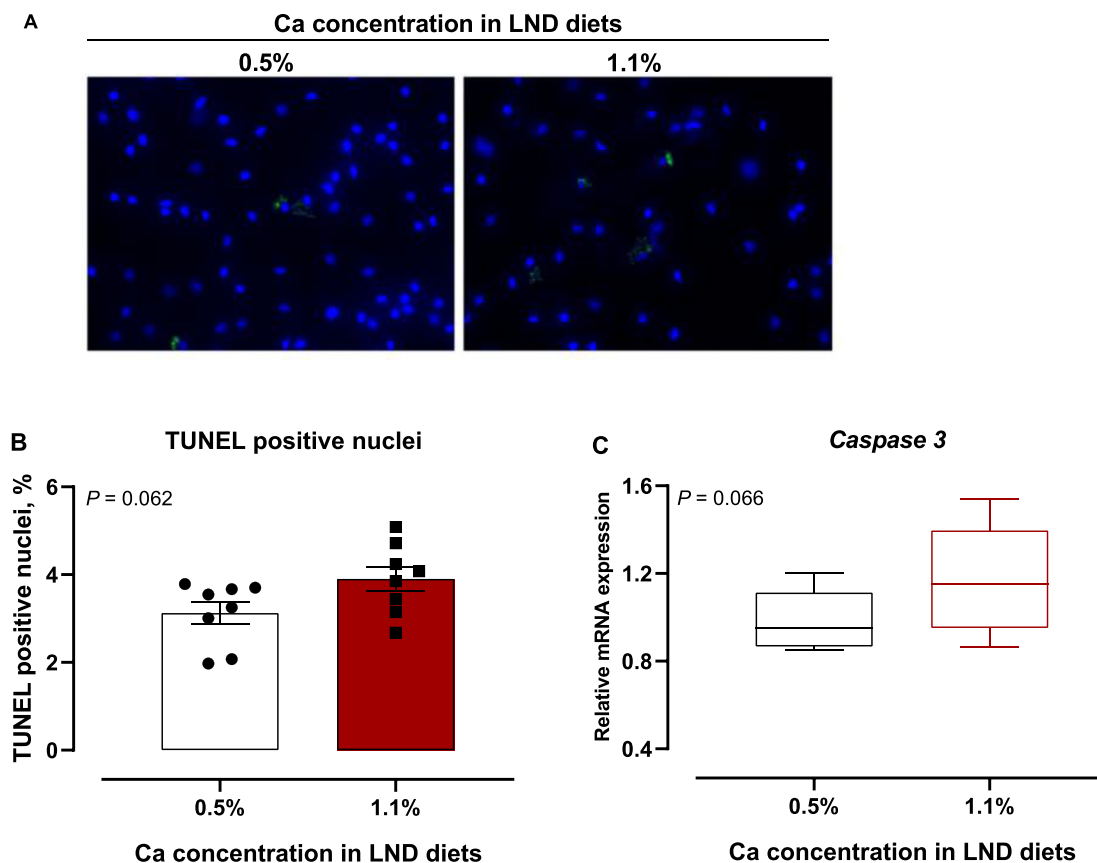 A
Ca concentration in LND diets
0.5%
1.1%
B
TUNEL positive nuclei
TUNEL positive nuclei, %
6
4
2
0
P = 0.062
0.5%
1.1%
Ca concentration in LND diets
C
Caspase 3
Relative mRNA expression
1.6
1.2
0.8
0.4
P = 0.066
0.5%
1.1%
Ca concentration in LND diets